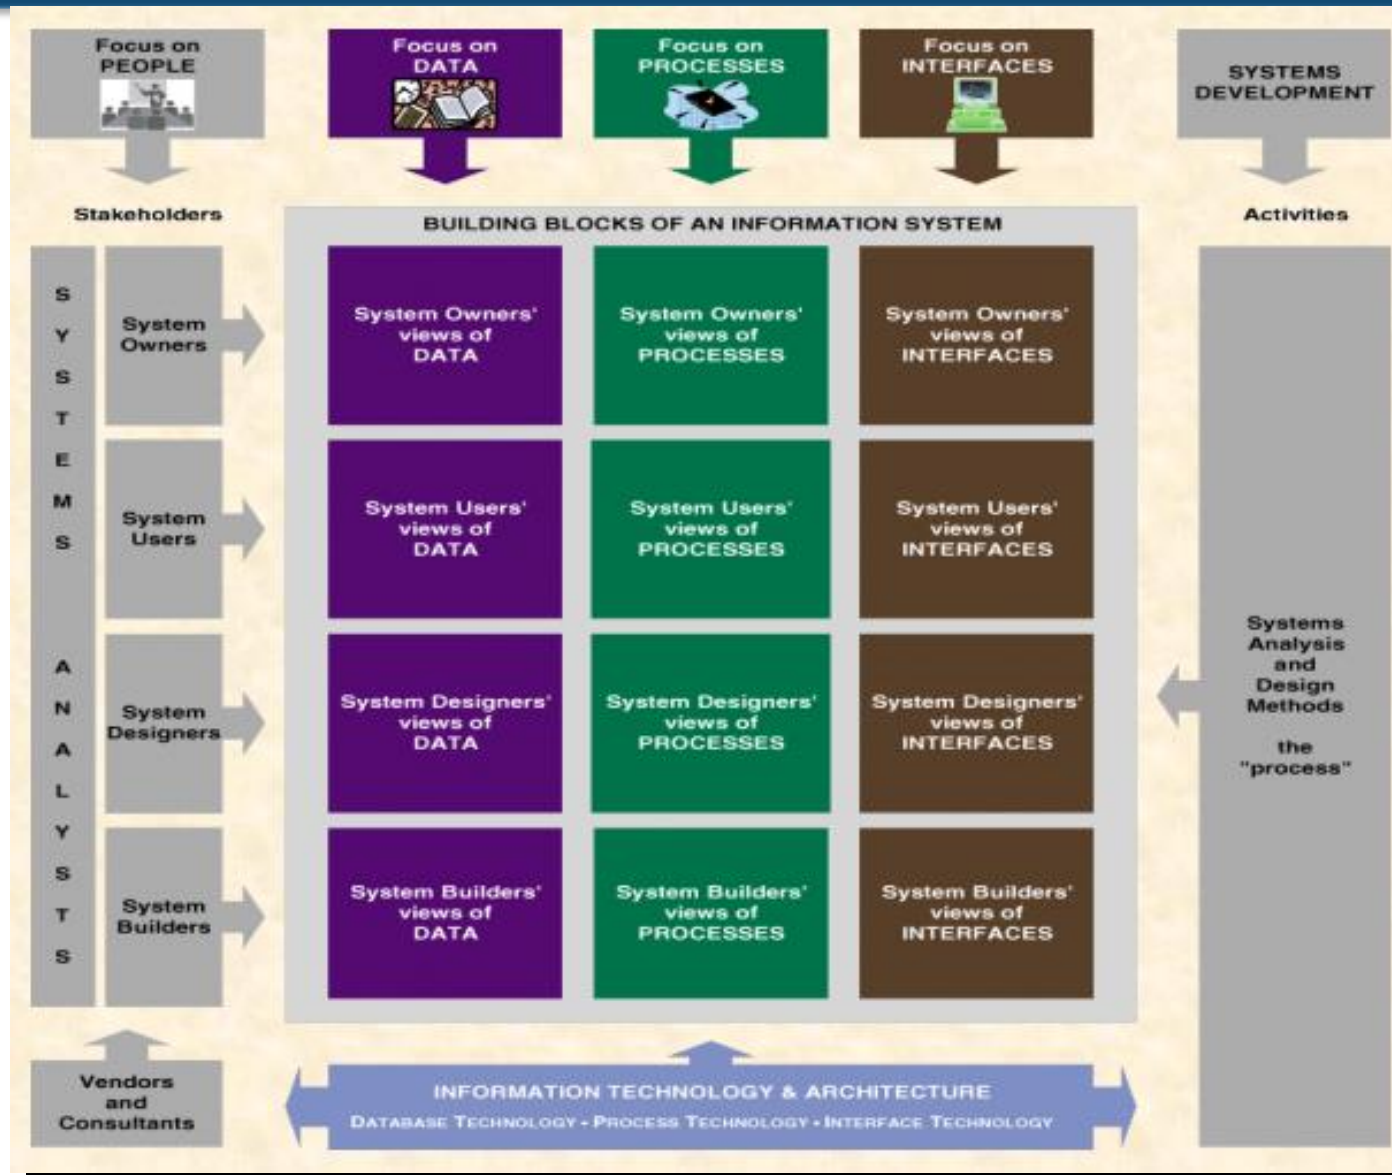 Focus on
PEOPLE
Focus on
DATA
Focus on
PROCESSES
Focus on
INTERFACES
SYSTEMS
DEVELOPMENT
Stakeholders
BUILDING BLOCKS OF AN INFORMATION SYSTEM
Activities
SYSTEMS ANALYSTS
System
Owners
System Owners'
views of
DATA
System Owners'
views of
PROCESSES
System Owners'
views of
INTERFACES
System
Users
System Users'
views of
DATA
System Users'
views of
PROCESSES
System Users'
views of
INTERFACES
System
Designers
System Designers'
views of
DATA
System Designers'
views of
PROCESSES
System Designers'
views of
INTERFACES
System
Builders
System Builders'
views of
DATA
System Builders'
views of
PROCESSES
System Builders'
views of
INTERFACES
Systems
Analysis
and
Design
Methods
the
"process"
Vendors
and
Consultants
INFORMATION TECHNOLOGY & ARCHITECTURE
DATABASE TECHNOLOGY • PROCESS TECHNOLOGY • INTERFACE TECHNOLOGY